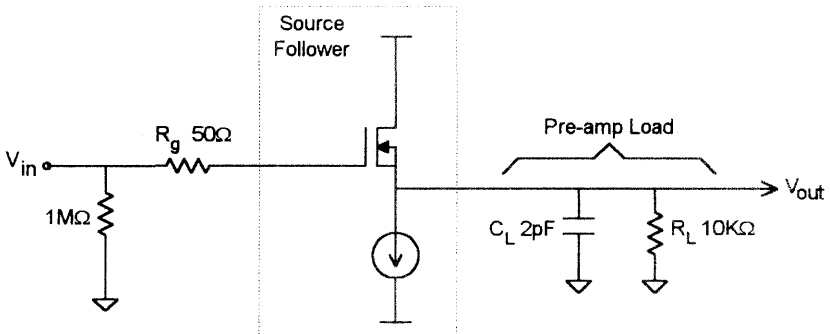 Source
Follower
R_g 50Ω
Pre-amp Load
V_in
V_out
1MΩ
C_L 2pF
R_L 10KΩ